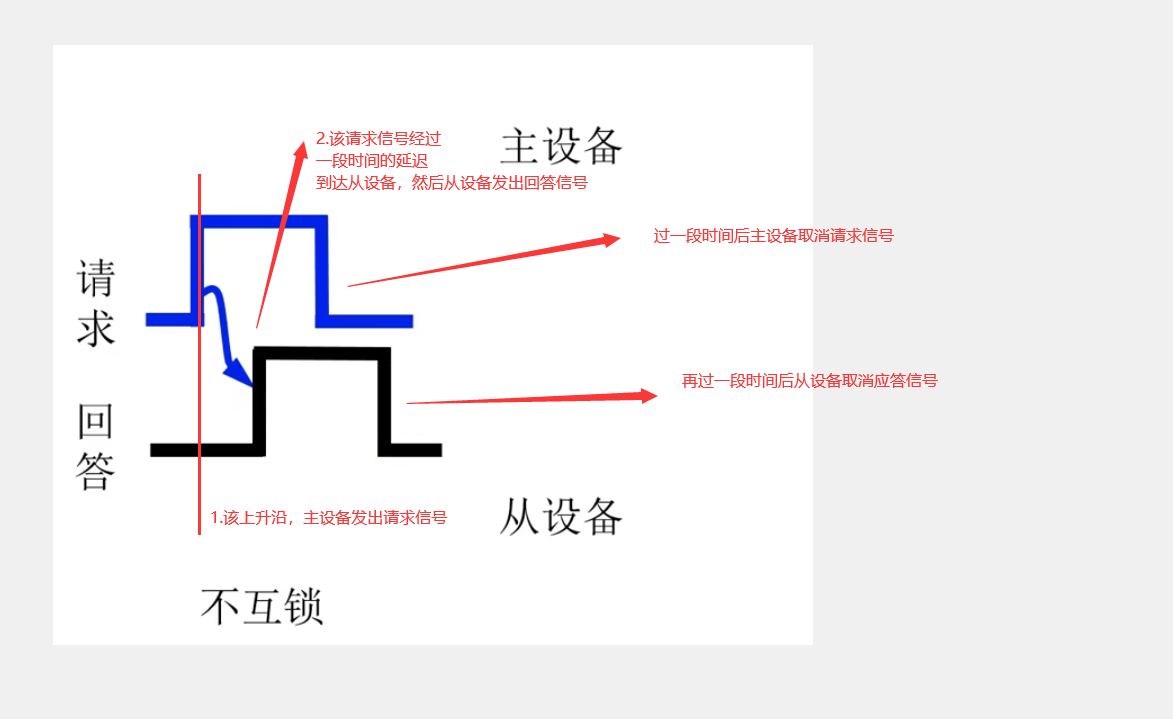 2.该请求信号经过
一段时间的延迟
到达从设备，然后从设备发出回答信号
主设备
过一段时间后主设备取消请求信号
请
求
再过一段时间后从设备取消应答信号
回
答
1.该上升沿，主设备发出请求信号
从设备
不互锁